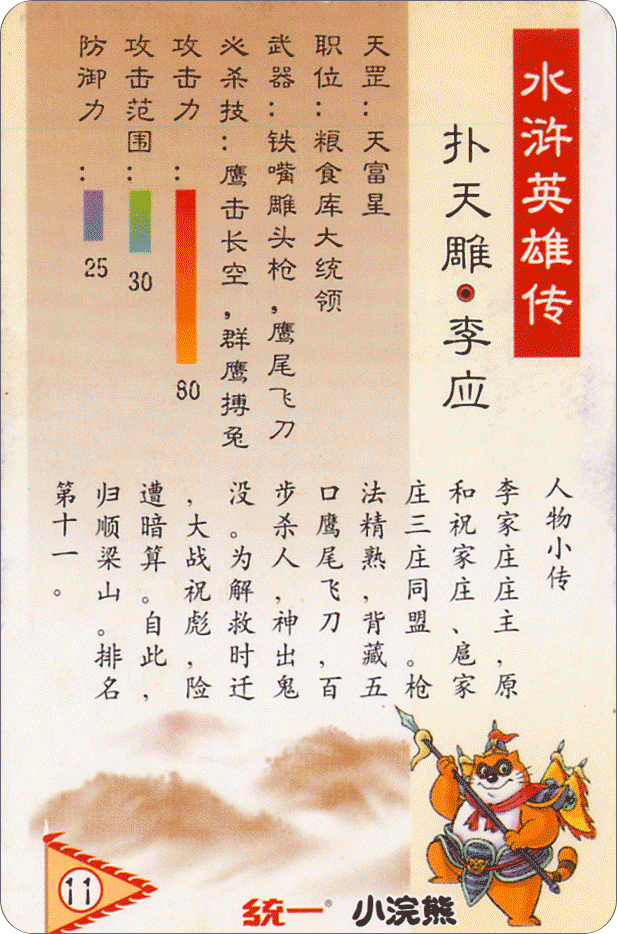 水浒英雄传
扑天雕·李应
天罡：天富星
职位：粮食库大统领
武器：铁嘴雕头枪，鹰尾飞刀
必杀技：鹰击长空，群鹰搏兔
攻击力：
80
攻击范围：
30
防御力：
25
人物小传
李家庄庄主，原
和祝家庄、扈家
庄三庄同盟。枪
法精熟，背藏五
口鹰尾飞刀，百
步杀人，神出鬼
没。为解救时迁
，大战祝彪，险
遭暗算。自此，
归顺梁山。排名
第十一。
11
统一® 小浣熊